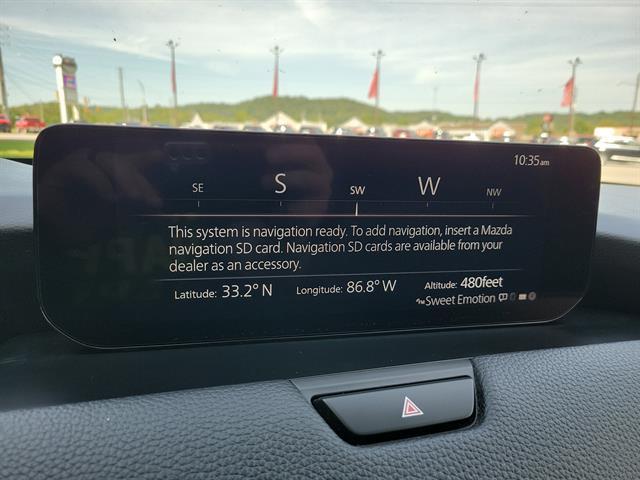 10:35am
SE S SW W NW
This system is navigation ready. To add navigation, insert a Mazda
navigation SD card. Navigation SD cards are available from your
dealer as an accessory.
Latitude: 33.2° N Longitude: 86.8° W Altitude: 480feet
Sweet Emotion